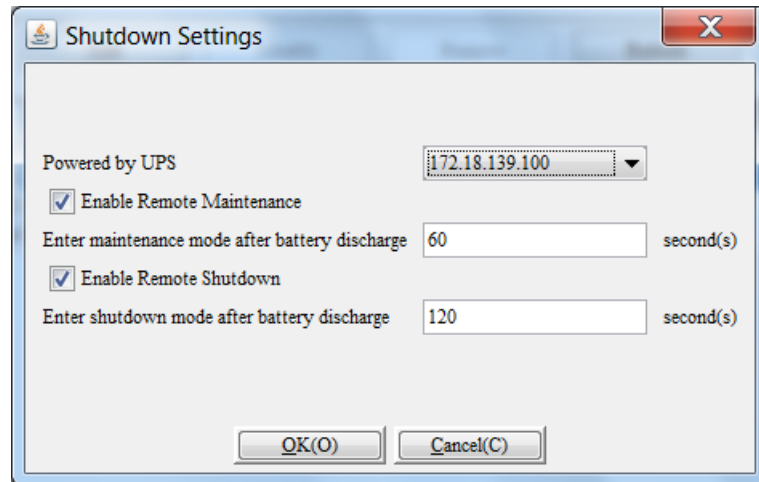 Shutdown Settings
Powered by UPS 172.18.139.100
Enable Remote Maintenance
Enter maintenance mode after battery discharge 60 second(s)
Enable Remote Shutdown
Enter shutdown mode after battery discharge 120 second(s)
OK(O) Cancel(C)